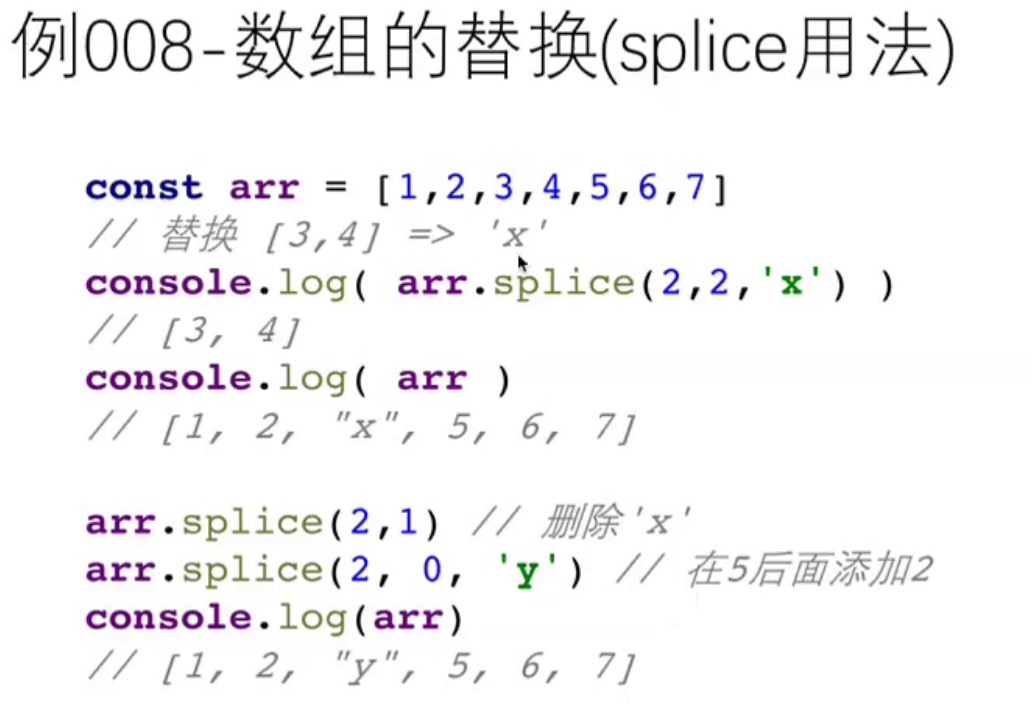 例008-数组的替换(splice用法)
const arr = [1,2,3,4,5,6,7]
// 替换 [3,4] => 'x'
console.log( arr.splice(2,2,'x') )
// [3, 4]
console.log( arr )
// [1, 2, "x", 5, 6, 7]
arr.splice(2,1) // 删除'x'
arr.splice(2, 0, 'y') // 在5后面添加2
console.log(arr)
// [1, 2, "y", 5, 6, 7]